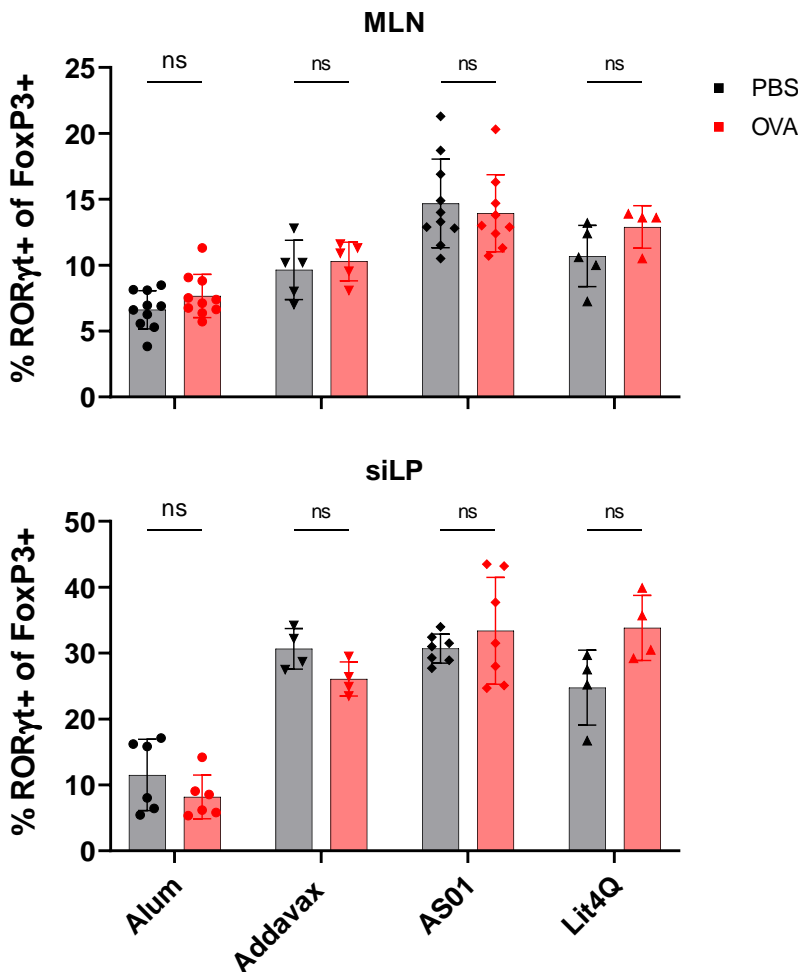 MLN
% RORγt+ of FoxP3+
25
20
15
10
5
0
ns
ns
ns
ns
PBS
OVA
siLP
% RORγt+ of FoxP3+
50
40
30
20
10
0
ns
ns
ns
ns
Alum
Addavax
AS01
Lit4Q